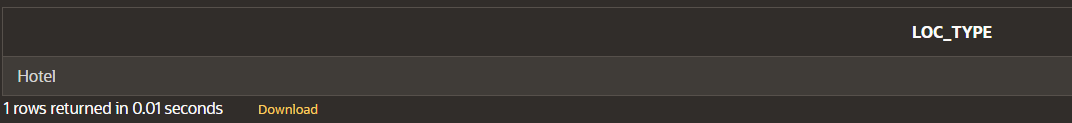 LOC_TYPE
Hotel
1 rows returned in 0.01 seconds Download